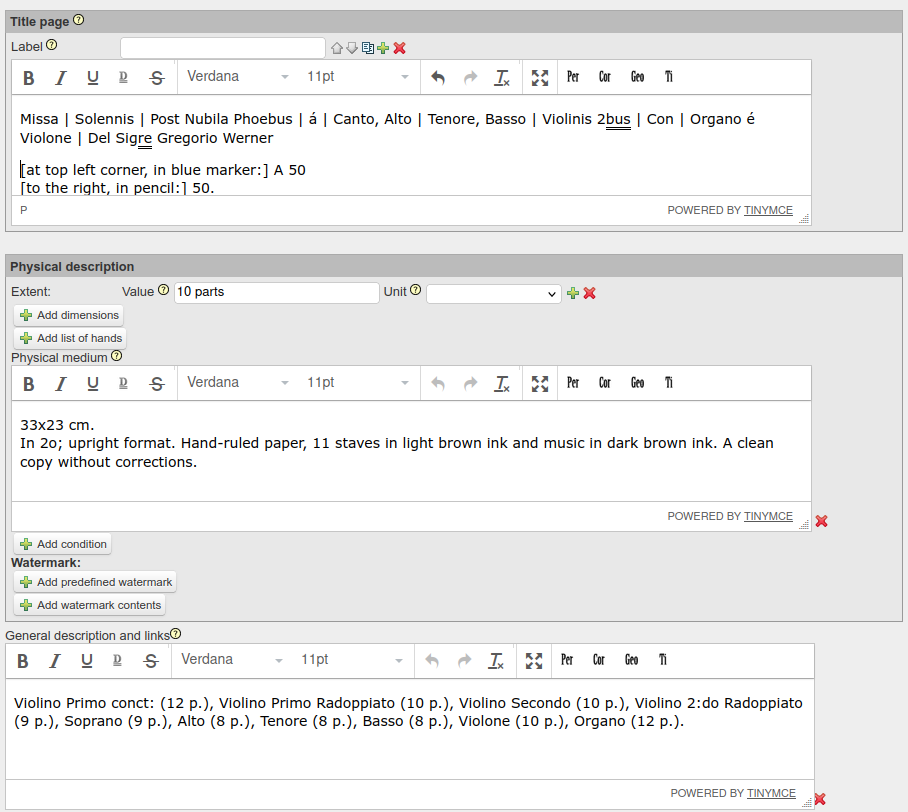 Title page ?
Label ?
B I U D S Verdana 11pt Tx Per Cor Geo Ti
Missa | Solennis | Post Nubila Phoebus | á | Canto, Alto | Tenore, Basso | Violinis 2bus | Con | Organo é
Violone | Del Sigre Gregorio Werner
[at top left corner, in blue marker:] A 50
[to the right, in pencil:] 50.
P POWERED BY TINYMCE
Physical description
Extent: Value ? 10 parts Unit ?
Add dimensions
Add list of hands
Physical medium ?
B I U D S Verdana 11pt Tx Per Cor Geo Ti
33x23 cm.
In 2o; upright format. Hand-ruled paper, 11 staves in light brown ink and music in dark brown ink. A clean
copy without corrections.
POWERED BY TINYMCE
Add condition
Watermark:
Add predefined watermark
Add watermark contents
General description and links ?
B I U D S Verdana 11pt Tx Per Cor Geo Ti
Violino Primo conct: (12 p.), Violino Primo Radoppiato (10 p.), Violino Secondo (10 p.), Violino 2:do Radoppiato
(9 p.), Soprano (9 p.), Alto (8 p.), Tenore (8 p.), Basso (8 p.), Violone (10 p.), Organo (12 p.).
POWERED BY TINYMCE